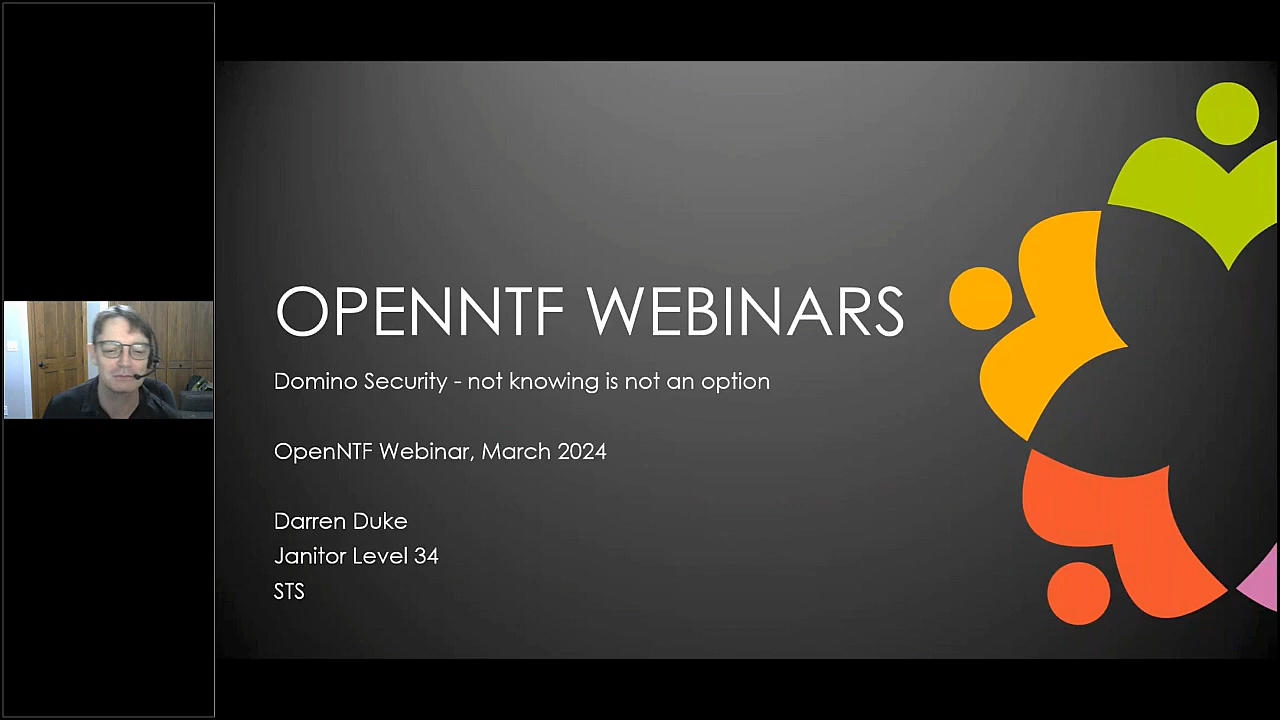 OPENNTF WEBINARS
Domino Security - not knowing is not an option
OpenNTF Webinar, March 2024
Darren Duke
Janitor Level 34
STS